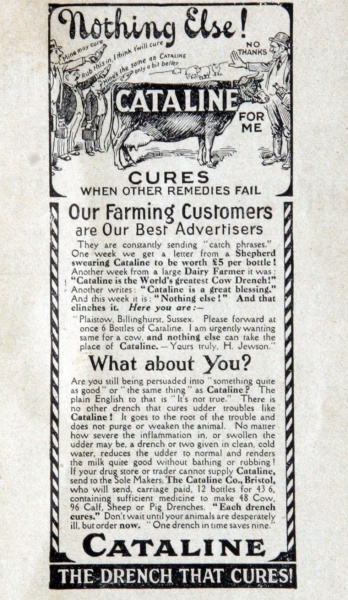 Nothing Else!
Mine may cure
Rub this in, I think t'will cure
Here's the same as CATALINE
only a bit better
NO
THANKS
CATALINE
FOR
ME
CURES
WHEN OTHER REMEDIES FAIL
Our Farming Customers
are Our Best Advertisers
They are constantly sending "catch phrases."
One week we get a letter from a Shepherd
swearing Cataline to be worth £5 per bottle!
Another week from a large Dairy Farmer it was:
"Cataline is the World's greatest Cow Drench!"
Another writes: "Cataline is a great blessing."
And this week it is: "Nothing else!" And that
clinches it. Here you are:—
"Plaistow, Billinghurst, Sussex. Please forward at
once 6 Bottles of Cataline. I am urgently wanting
same for a cow, and nothing else can take the
place of Cataline.—Yours truly, H. Jewson."
What about You?
Are you still being persuaded into "something quite
as good" or "the same thing" as Cataline? The
plain English to that is "It's not true." There is
no other drench that cures udder troubles like
Cataline! It goes to the root of the trouble and
does not purge or weaken the animal. No matter
how severe the inflammation in, or swollen the
udder may be, a drench or two given in clean, cold
water, reduces the udder to normal and renders
the milk quite good without bathing or rubbing!
If your drug store or trader cannot supply Cataline,
send to the Sole Makers, The Cataline Co., Bristol,
who will send, carriage paid, 12 bottles for 43 6,
containing sufficient medicine to make 48 Cow,
96 Calf, Sheep or Pig Drenches. "Each drench
cures." Don't wait until your animals are desperately
ill, but order now. "One drench in time saves nine."
CATALINE
THE DRENCH THAT CURES!